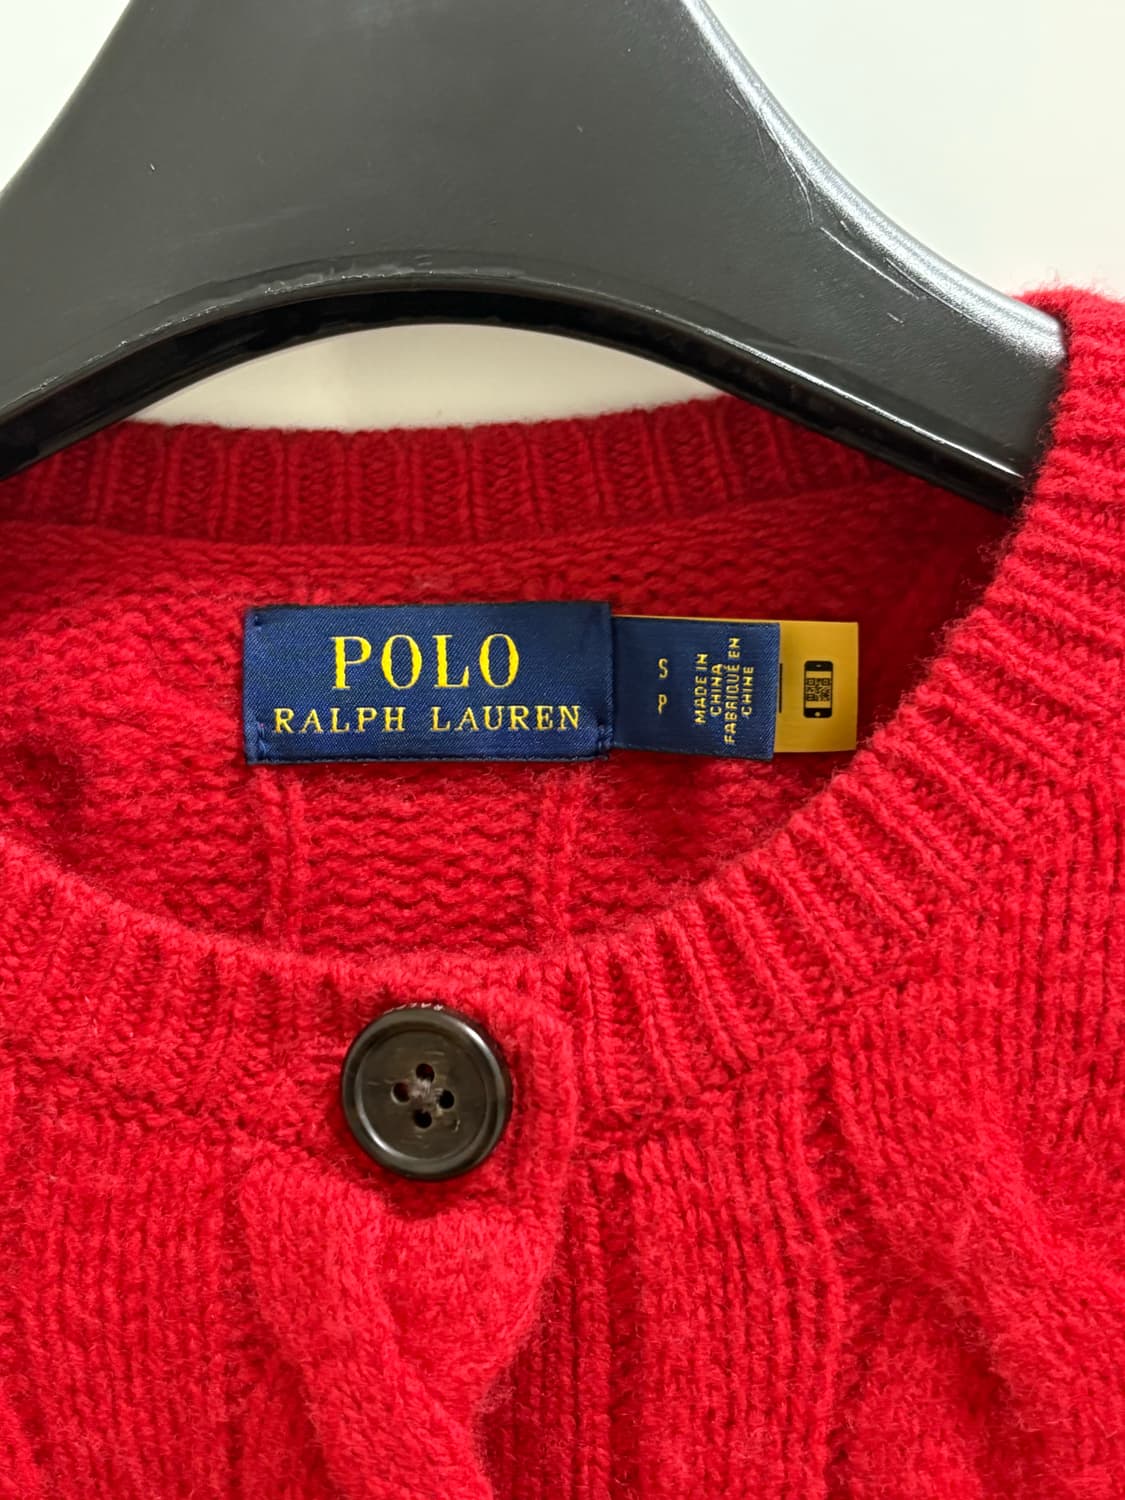 POLO
RALPH LAUREN
S
P
MADE IN
CHINA
FABRIQUÉ EN
CHINE